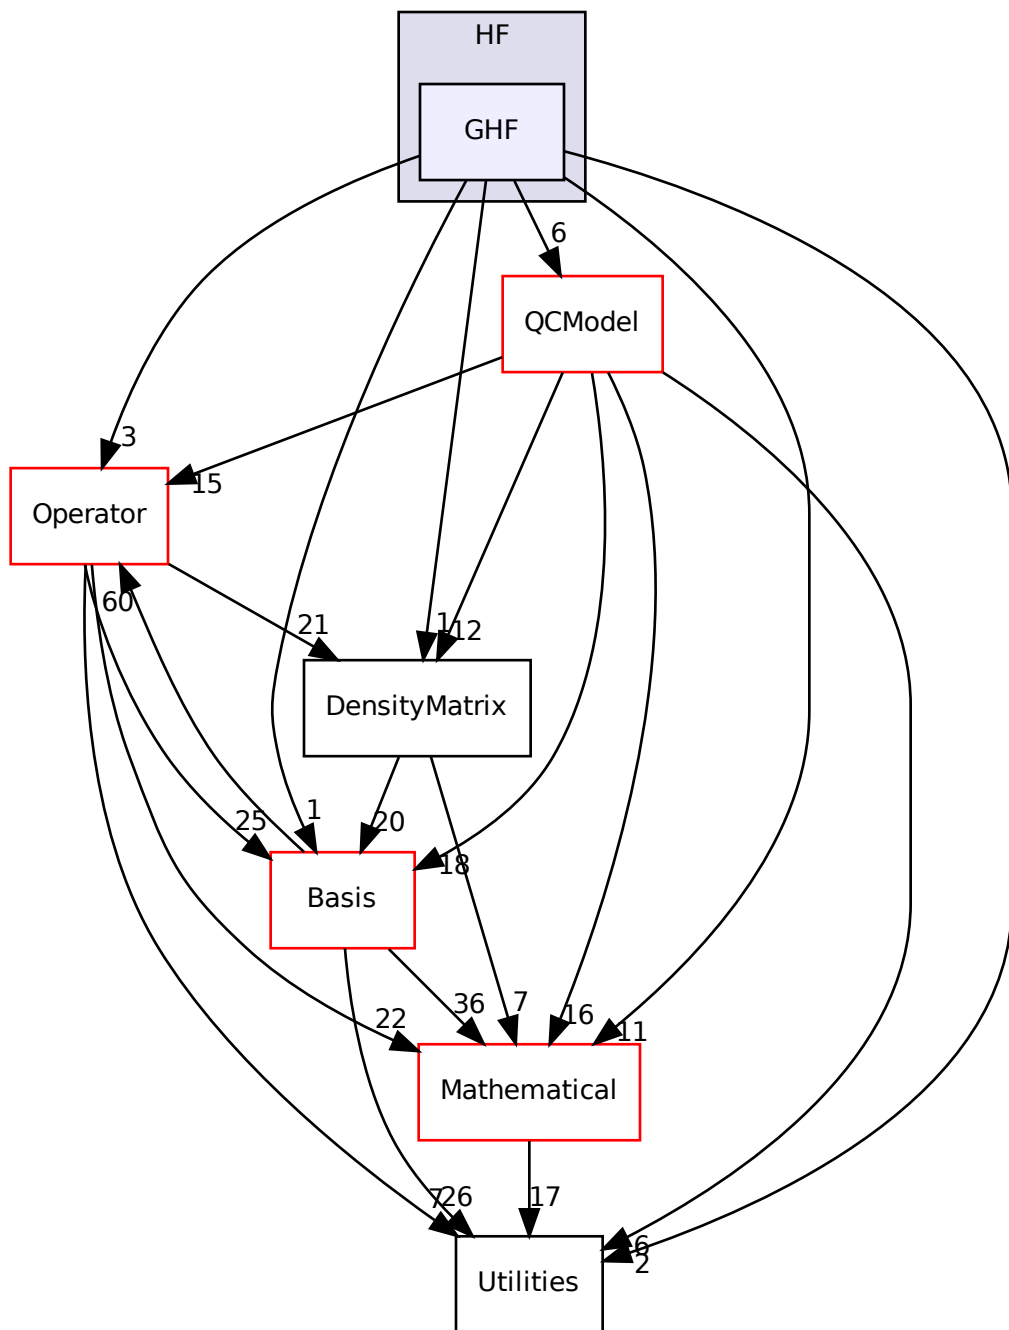 HF
GHF
6
QCModel
3
15
Operator
60
21
1
12
DensityMatrix
25
1
20
18
Basis
22
36
7
16
11
Mathematical
7
26
17
6
2
Utilities